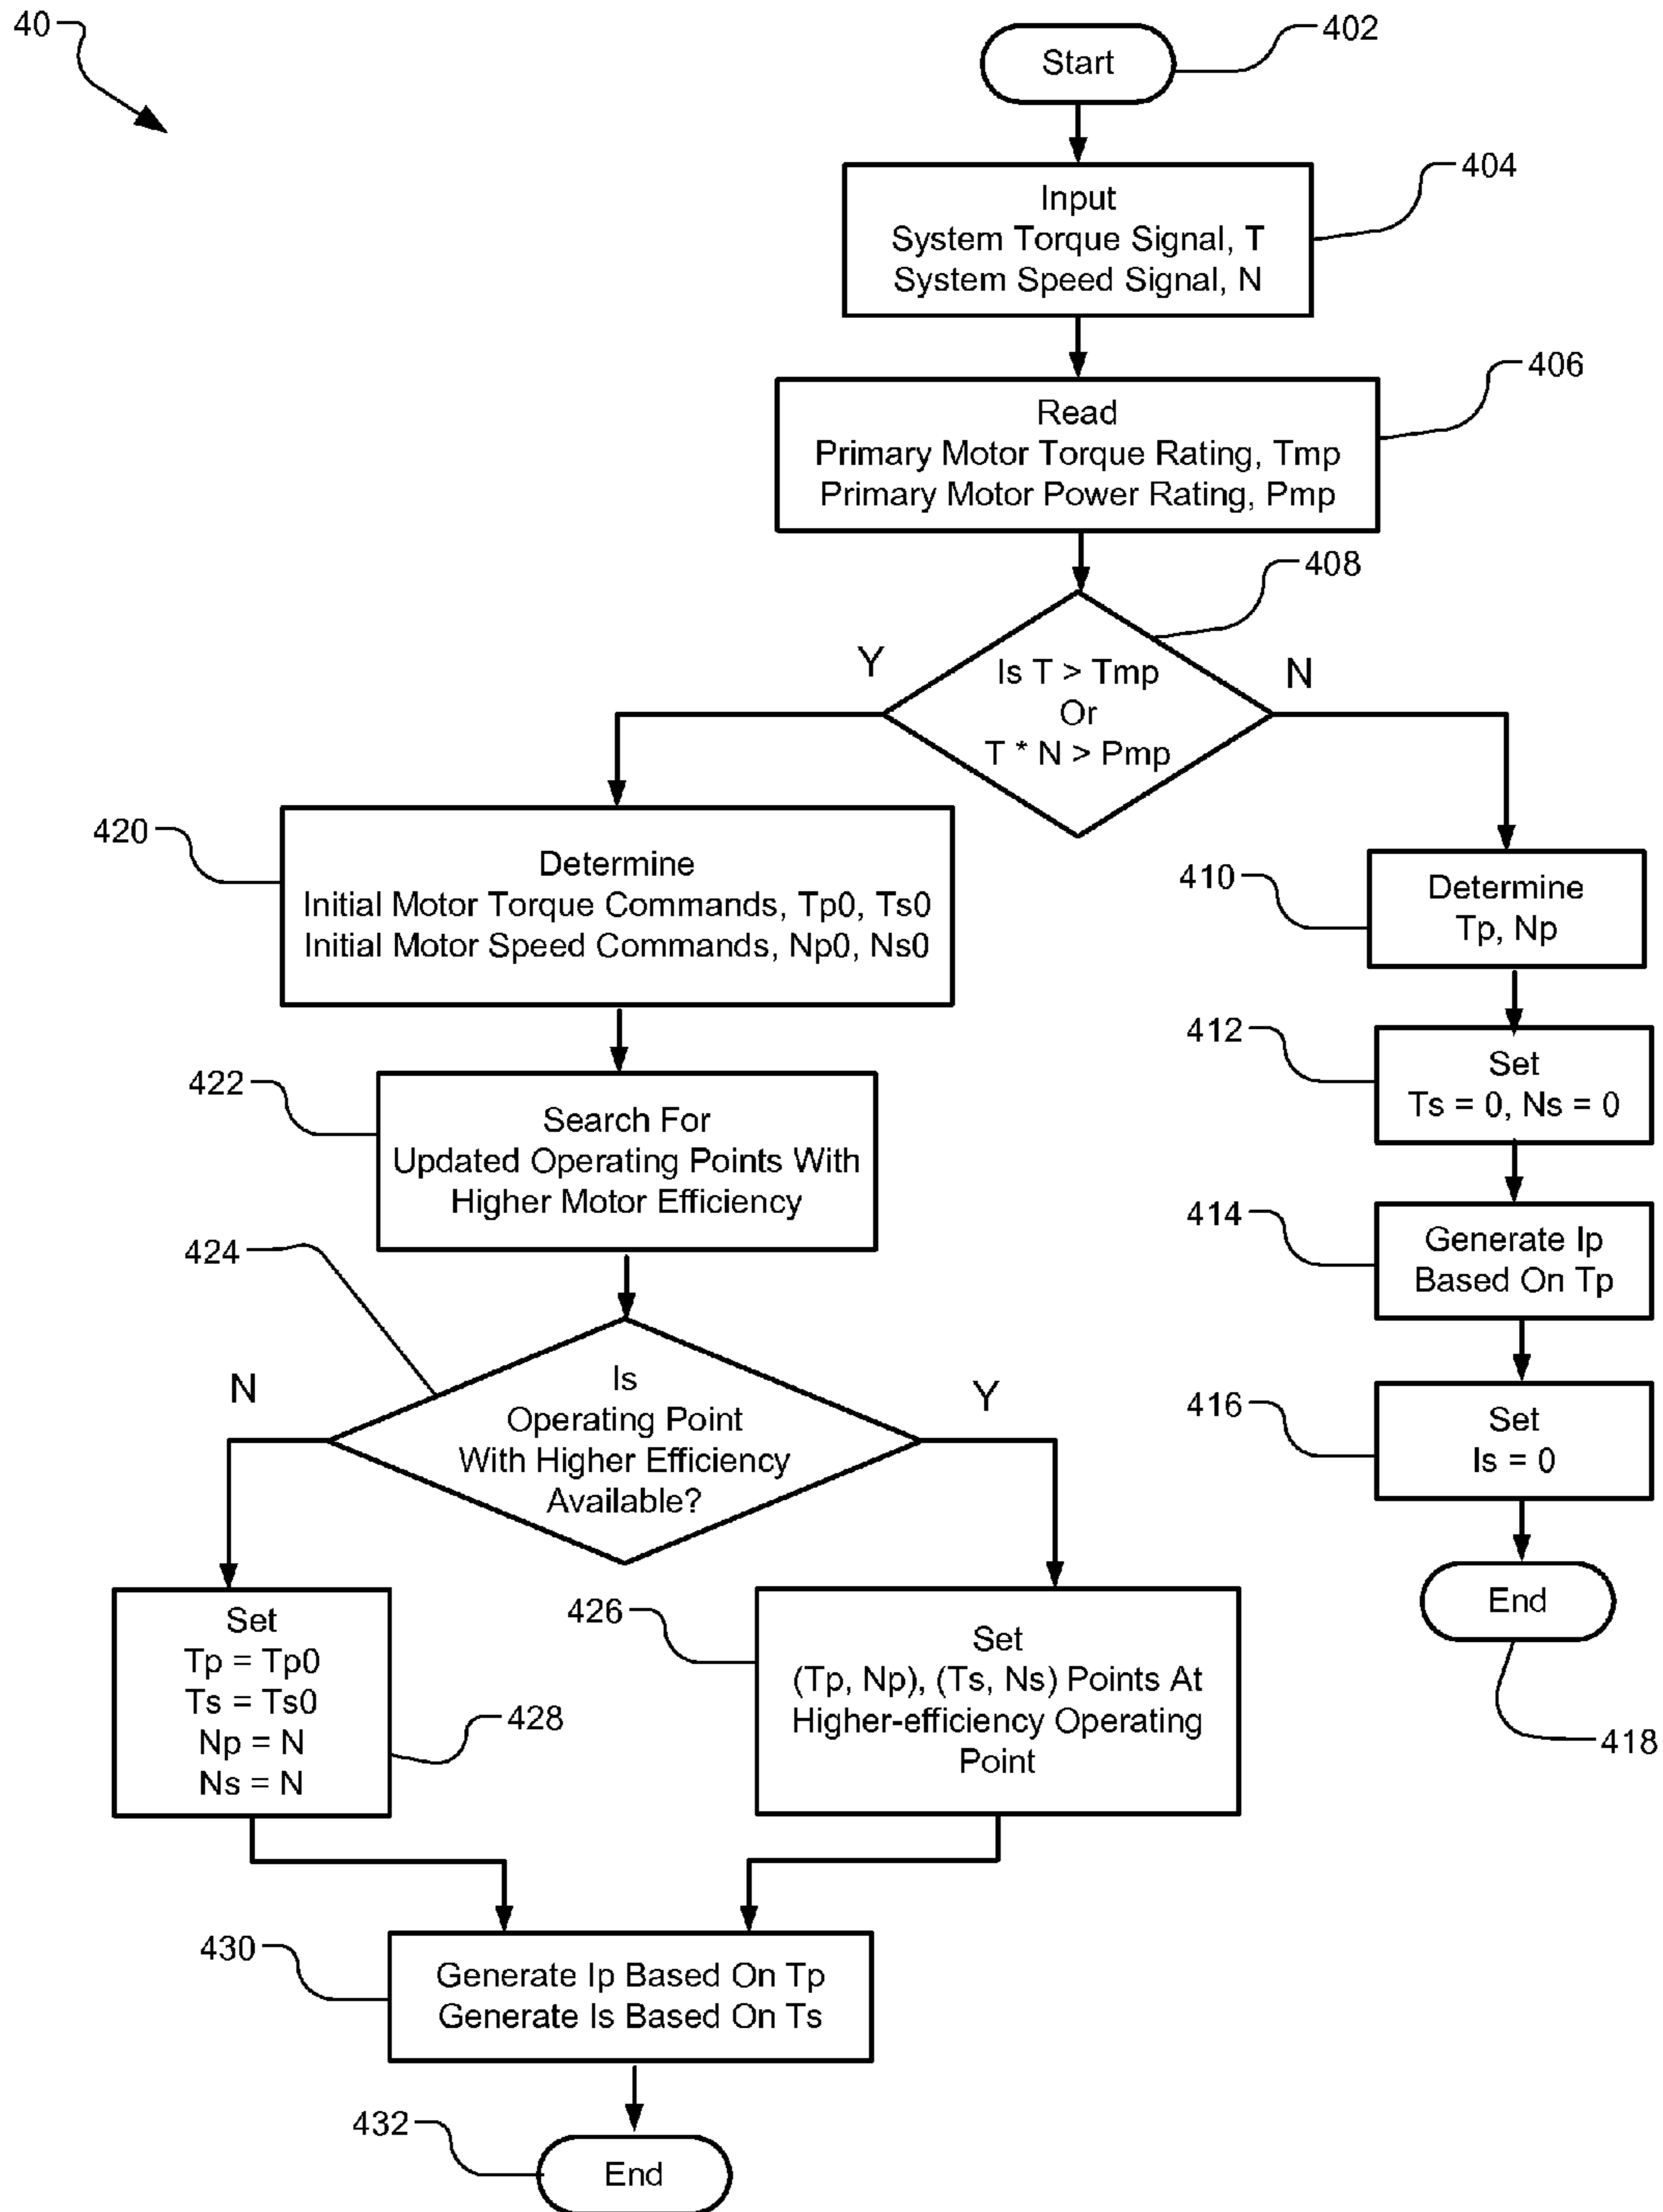 40
Start
402
Input
System Torque Signal, T
System Speed Signal, N
404
Read
Primary Motor Torque Rating, Tmp
Primary Motor Power Rating, Pmp
406
408
Is T > Tmp
Or
T * N > Pmp
Y
N
420
Determine
Initial Motor Torque Commands, Tp0, Ts0
Initial Motor Speed Commands, Np0, Ns0
410
Determine
Tp, Np
412
Set
Ts = 0, Ns = 0
422
Search For
Updated Operating Points With
Higher Motor Efficiency
414
Generate Ip
Based On Tp
424
Is
Operating Point
With Higher Efficiency
Available?
N
Y
416
Set
Is = 0
End
418
Set
Tp = Tp0
Ts = Ts0
Np = N
Ns = N
428
426
Set
(Tp, Np), (Ts, Ns) Points At
Higher-efficiency Operating
Point
430
Generate Ip Based On Tp
Generate Is Based On Ts
432
End